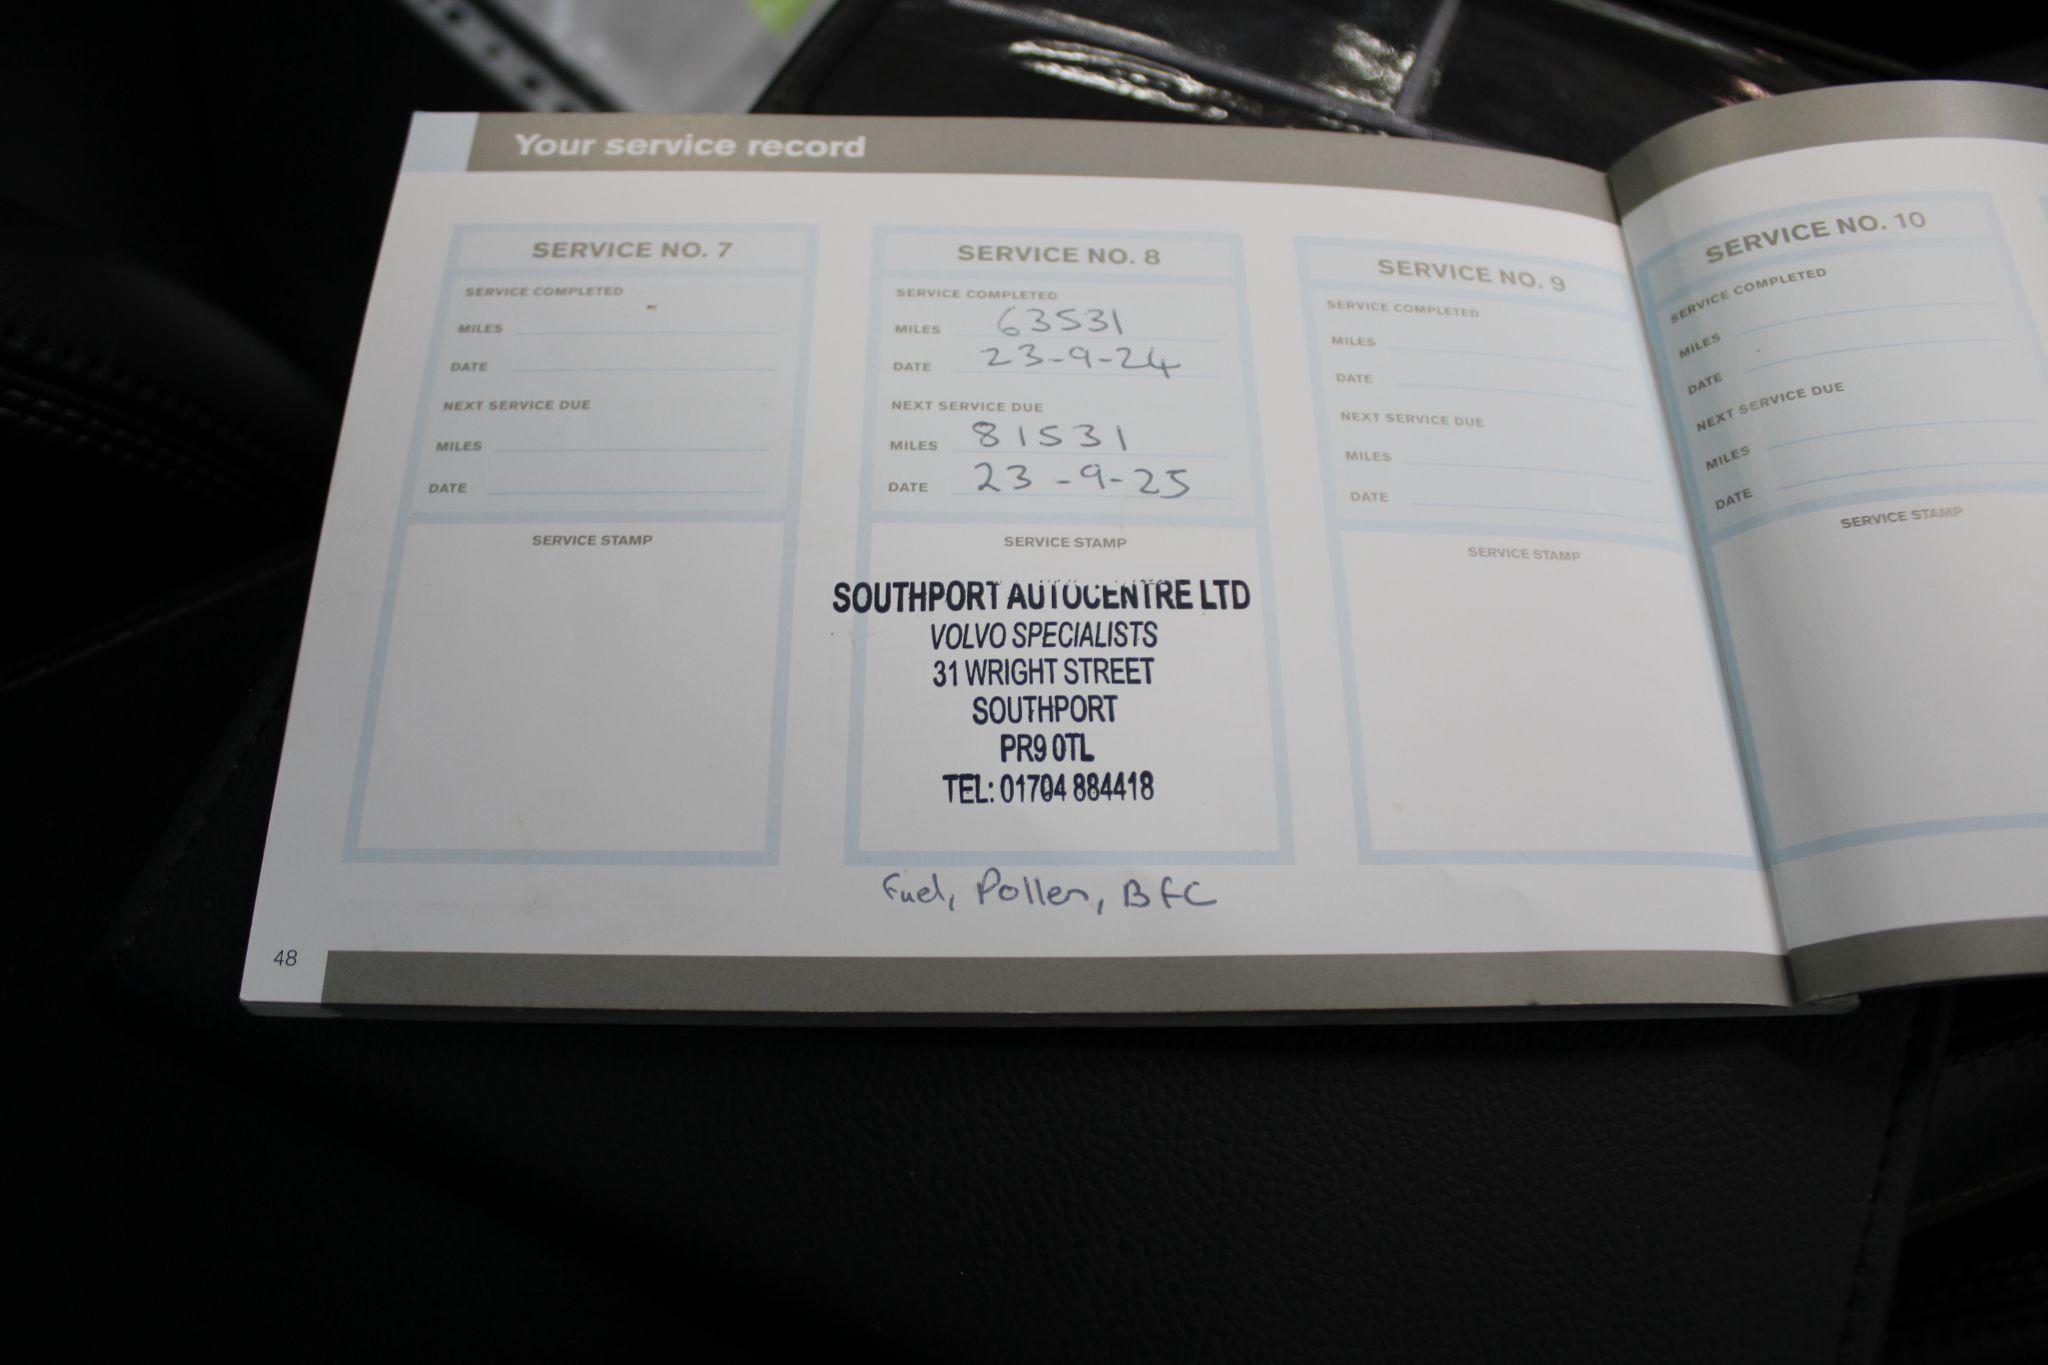 Your service record
SERVICE NO. 7
SERVICE COMPLETED
MILES
DATE
NEXT SERVICE DUE
MILES
DATE
SERVICE STAMP
SERVICE NO. 8
SERVICE COMPLETED
MILES 63531
DATE 23-9-24
NEXT SERVICE DUE
MILES 81531
DATE 23-9-25
SERVICE STAMP
SOUTHPORT AUTOCENTRE LTD
VOLVO SPECIALISTS
31 WRIGHT STREET
SOUTHPORT
PR9 0TL
TEL: 01704 884418
Fuel, Pollen, BFC
SERVICE NO. 9
SERVICE COMPLETED
MILES
DATE
NEXT SERVICE DUE
MILES
DATE
SERVICE STAMP
48
SERVICE NO. 10
SERVICE COMPLETED
MILES
DATE
NEXT SERVICE DUE
MILES
DATE
SERVICE STAMP